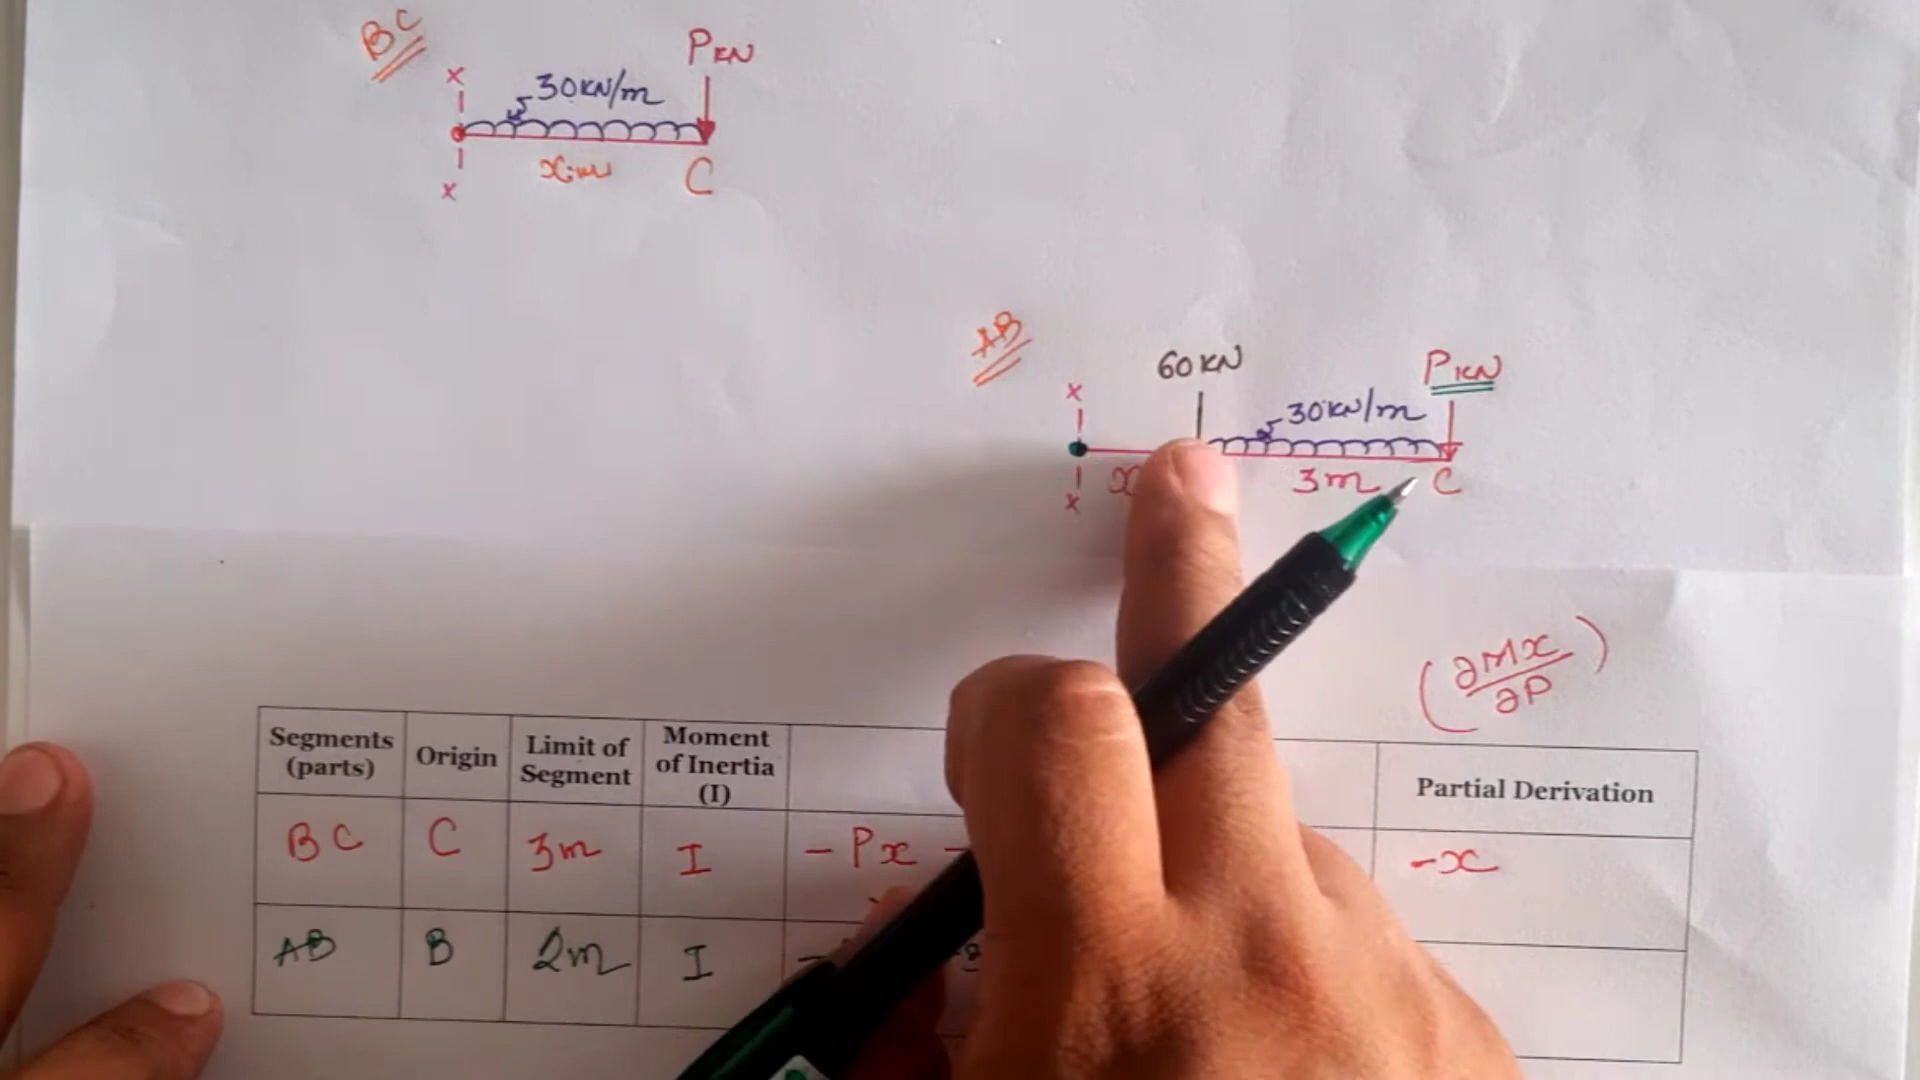 BC
PKN
x
30KN/m
xm
C
x
AB
60KN
PKN
x
30KN/m
x
3m
C
x
(∂Mx/∂P)
Segments (parts) Origin Limit of Segment Moment of Inertia (I) Partial Derivation
BC C 3m I -Px - -x
AB B 2m I -